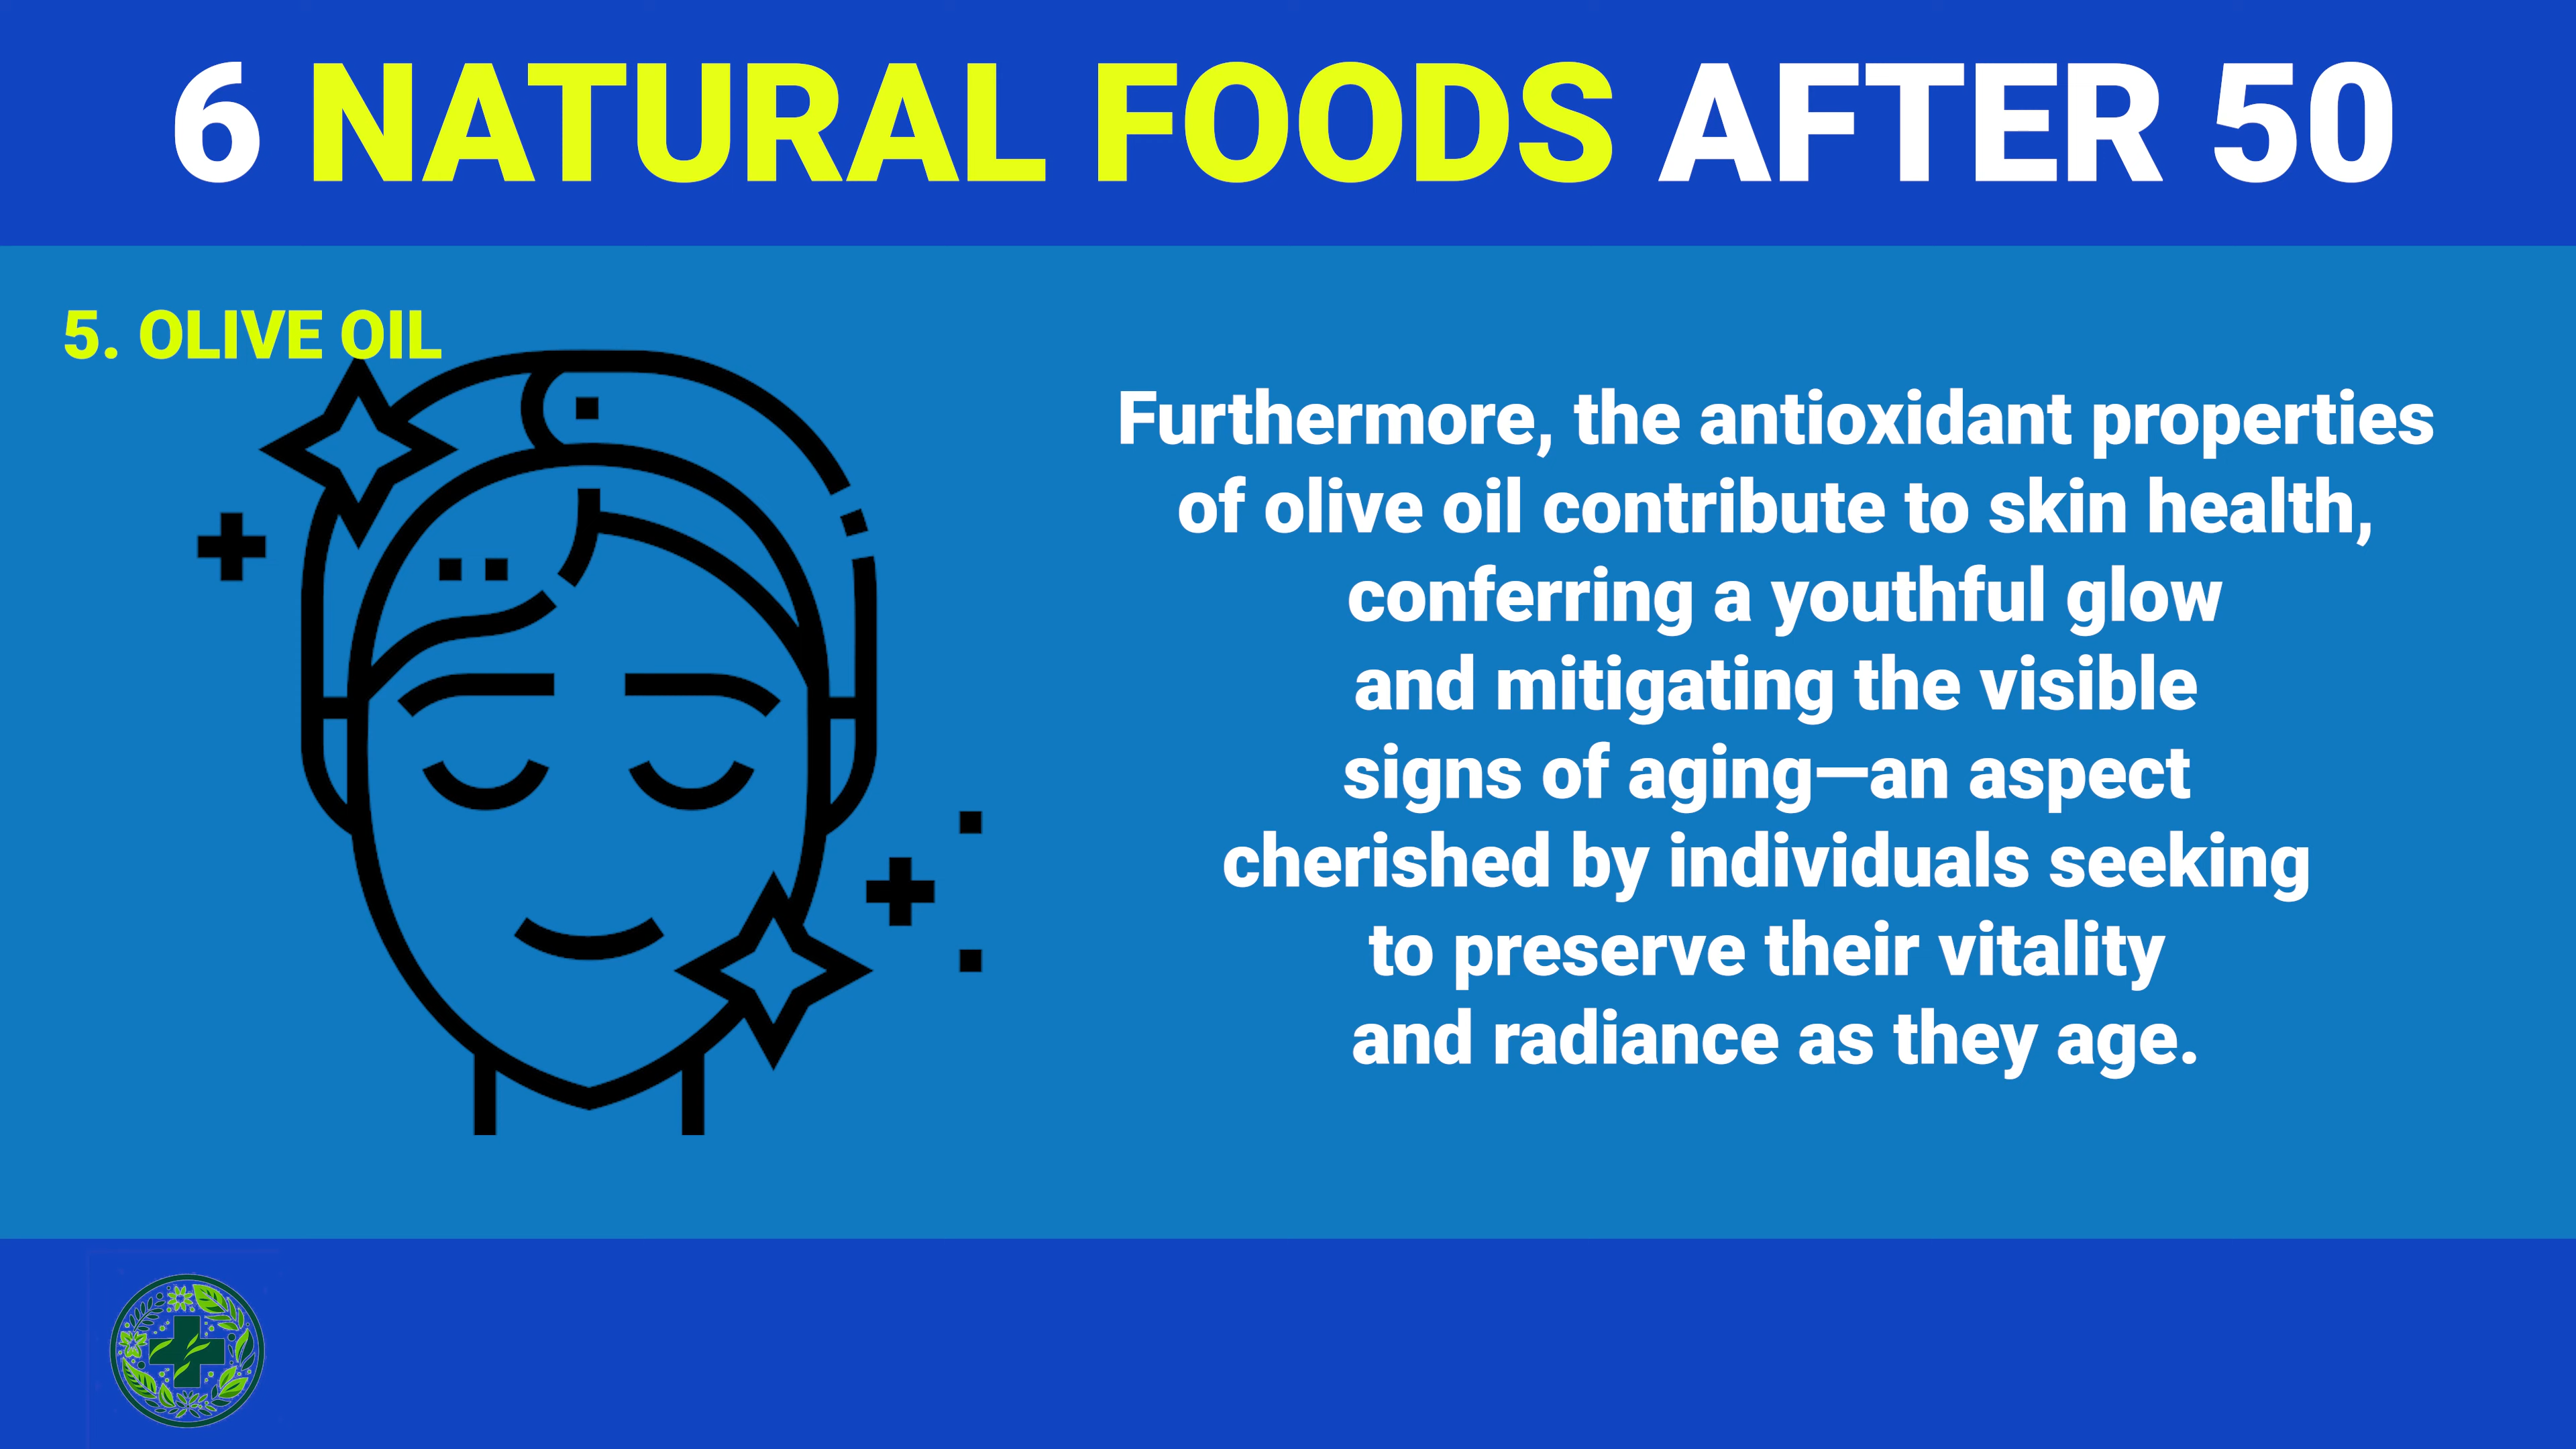 6 NATURAL FOODS AFTER 50
5. OLIVE OIL
Furthermore, the antioxidant properties
of olive oil contribute to skin health,
conferring a youthful glow
and mitigating the visible
signs of aging—an aspect
cherished by individuals seeking
to preserve their vitality
and radiance as they age.